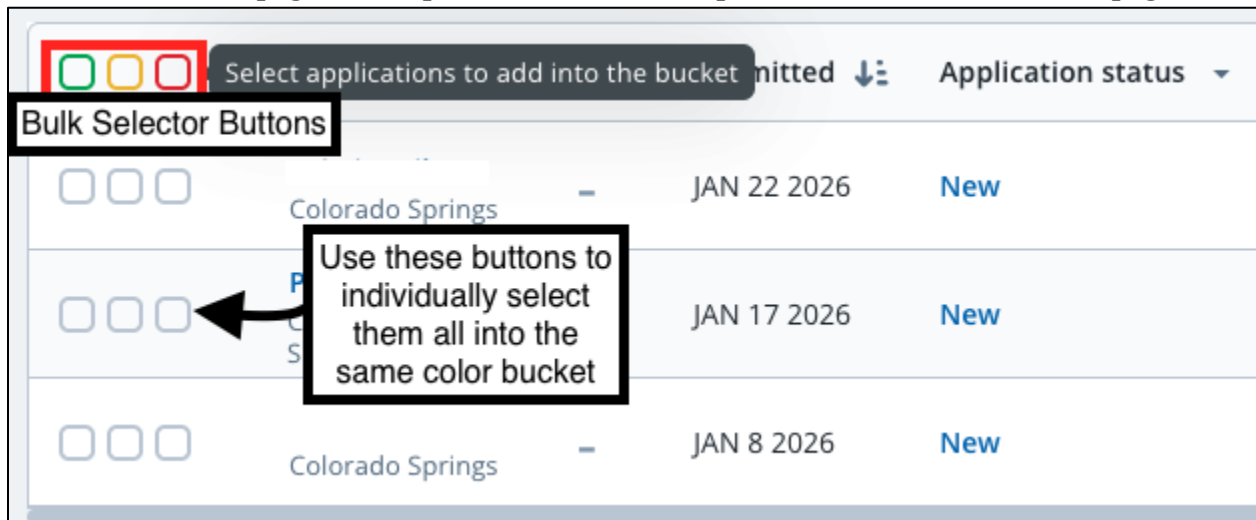 Select applications to add into the bucket
mitted
Application status
Bulk Selector Buttons
Colorado Springs
–
JAN 22 2026
New
Use these buttons to
individually select
them all into the
same color bucket
P
C
S
JAN 17 2026
New
Colorado Springs
–
JAN 8 2026
New